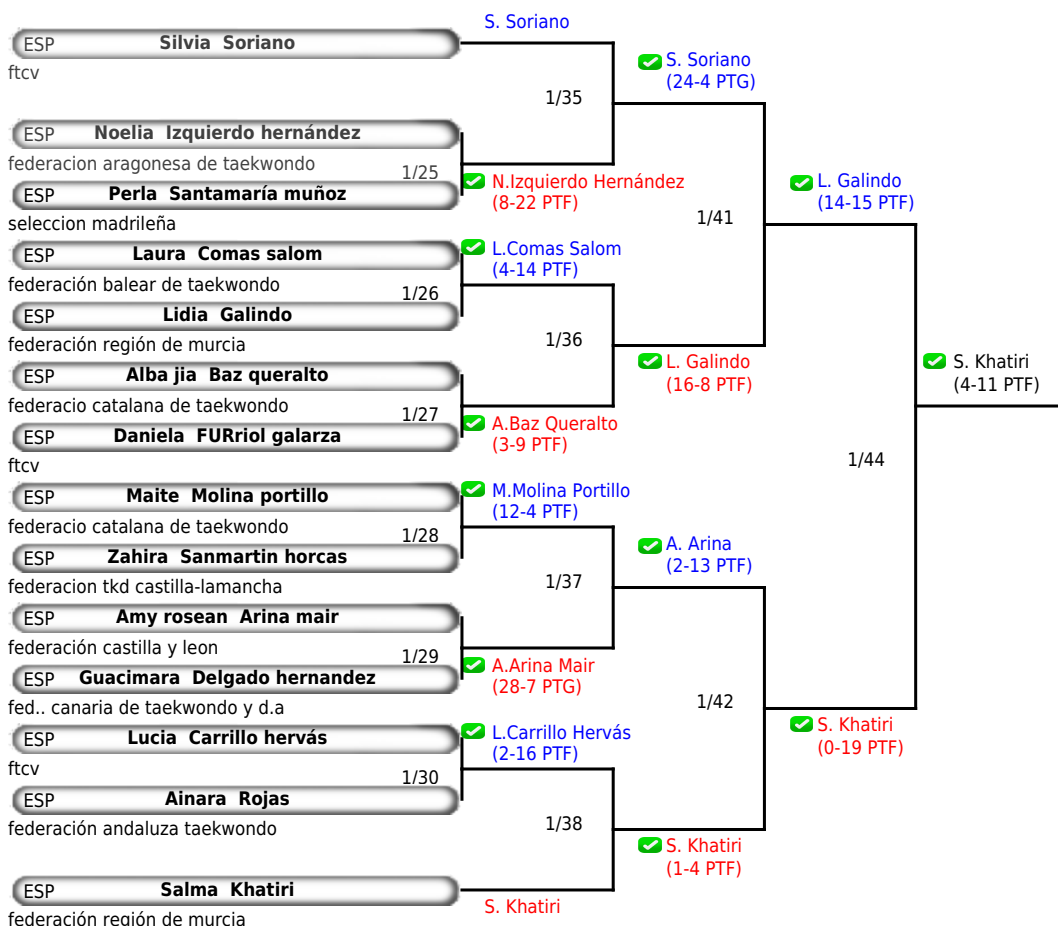 S. Soriano
ESP Silvia Soriano
ftcv
S. Soriano
(24-4 PTG)
1/35
ESP Noelia Izquierdo hernández
federacion aragonesa de taekwondo
1/25
ESP Perla Santamaría muñoz
seleccion madrileña
N.Izquierdo Hernández
(8-22 PTF)
L. Galindo
(14-15 PTF)
1/41
ESP Laura Comas salom
federación balear de taekwondo
L.Comas Salom
(4-14 PTF)
1/26
ESP Lidia Galindo
federación región de murcia
1/36
L. Galindo
(16-8 PTF)
ESP Alba jia Baz queralto
federacio catalana de taekwondo
1/27
ESP Daniela FURriol galarza
ftcv
A.Baz Queralto
(3-9 PTF)
S. Khatiri
(4-11 PTF)
1/44
ESP Maite Molina portillo
federacio catalana de taekwondo
M.Molina Portillo
(12-4 PTF)
1/28
ESP Zahira Sanmartin horcas
federacion tkd castilla-lamancha
A. Arina
(2-13 PTF)
1/37
ESP Amy rosean Arina mair
federación castilla y leon
1/29
ESP Guacimara Delgado hernandez
fed.. canaria de taekwondo y d.a
A.Arina Mair
(28-7 PTG)
1/42
S. Khatiri
(0-19 PTF)
ESP Lucia Carrillo hervás
ftcv
L.Carrillo Hervás
(2-16 PTF)
1/30
ESP Ainara Rojas
federación andaluza taekwondo
1/38
S. Khatiri
(1-4 PTF)
ESP Salma Khatiri
federación región de murcia
S. Khatiri